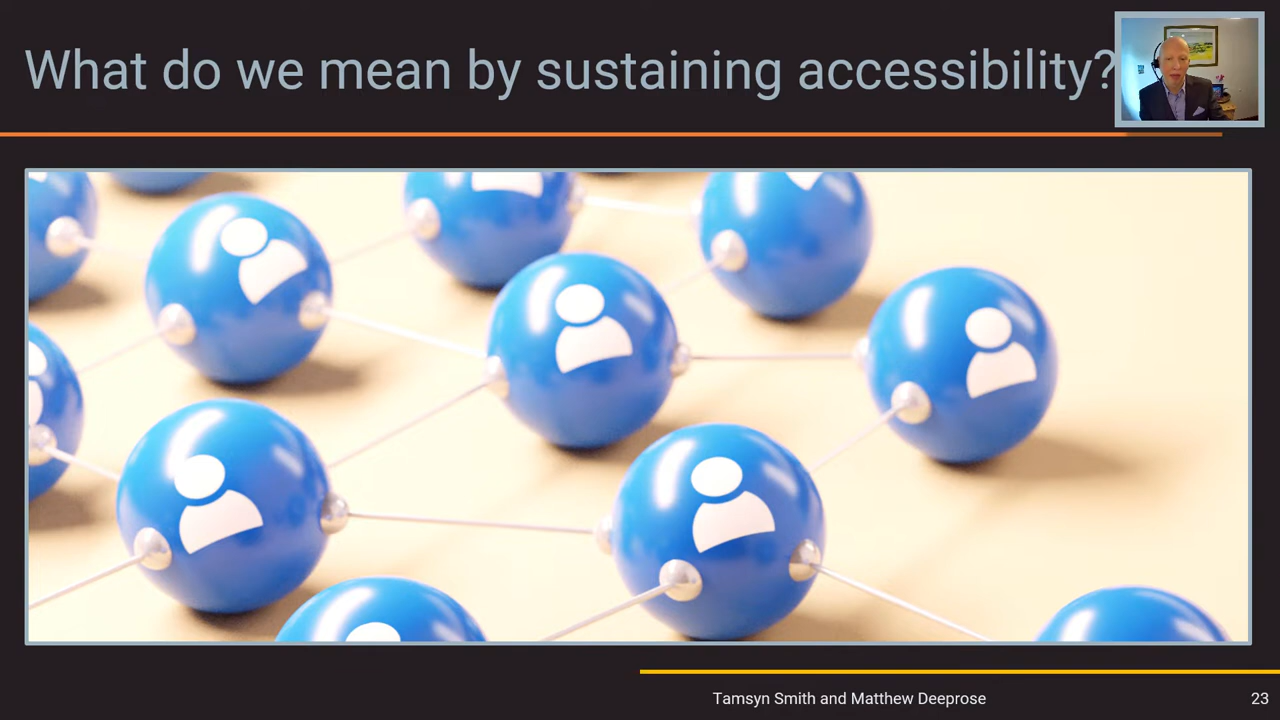 What do we mean by sustaining accessibility?
Tamsyn Smith and Matthew Deeprose
23